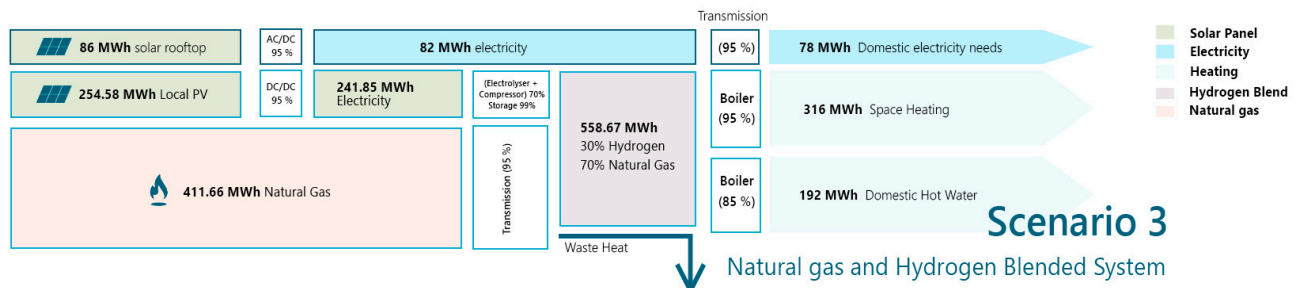 Transmission
86 MWh solar rooftop
AC/DC
95 %
82 MWh electricity
(95 %)
78 MWh Domestic electricity needs
254.58 MWh Local PV
DC/DC
95 %
241.85 MWh
Electricity
(Electrolyser +
Compressor) 70%
Storage 99%
558.67 MWh
30% Hydrogen
70% Natural Gas
Boiler
(95 %)
316 MWh Space Heating
411.66 MWh Natural Gas
Transmission (95 %)
Boiler
(85 %)
192 MWh Domestic Hot Water
Waste Heat
Solar Panel
Electricity
Heating
Hydrogen Blend
Natural gas
Scenario 3
Natural gas and Hydrogen Blended System